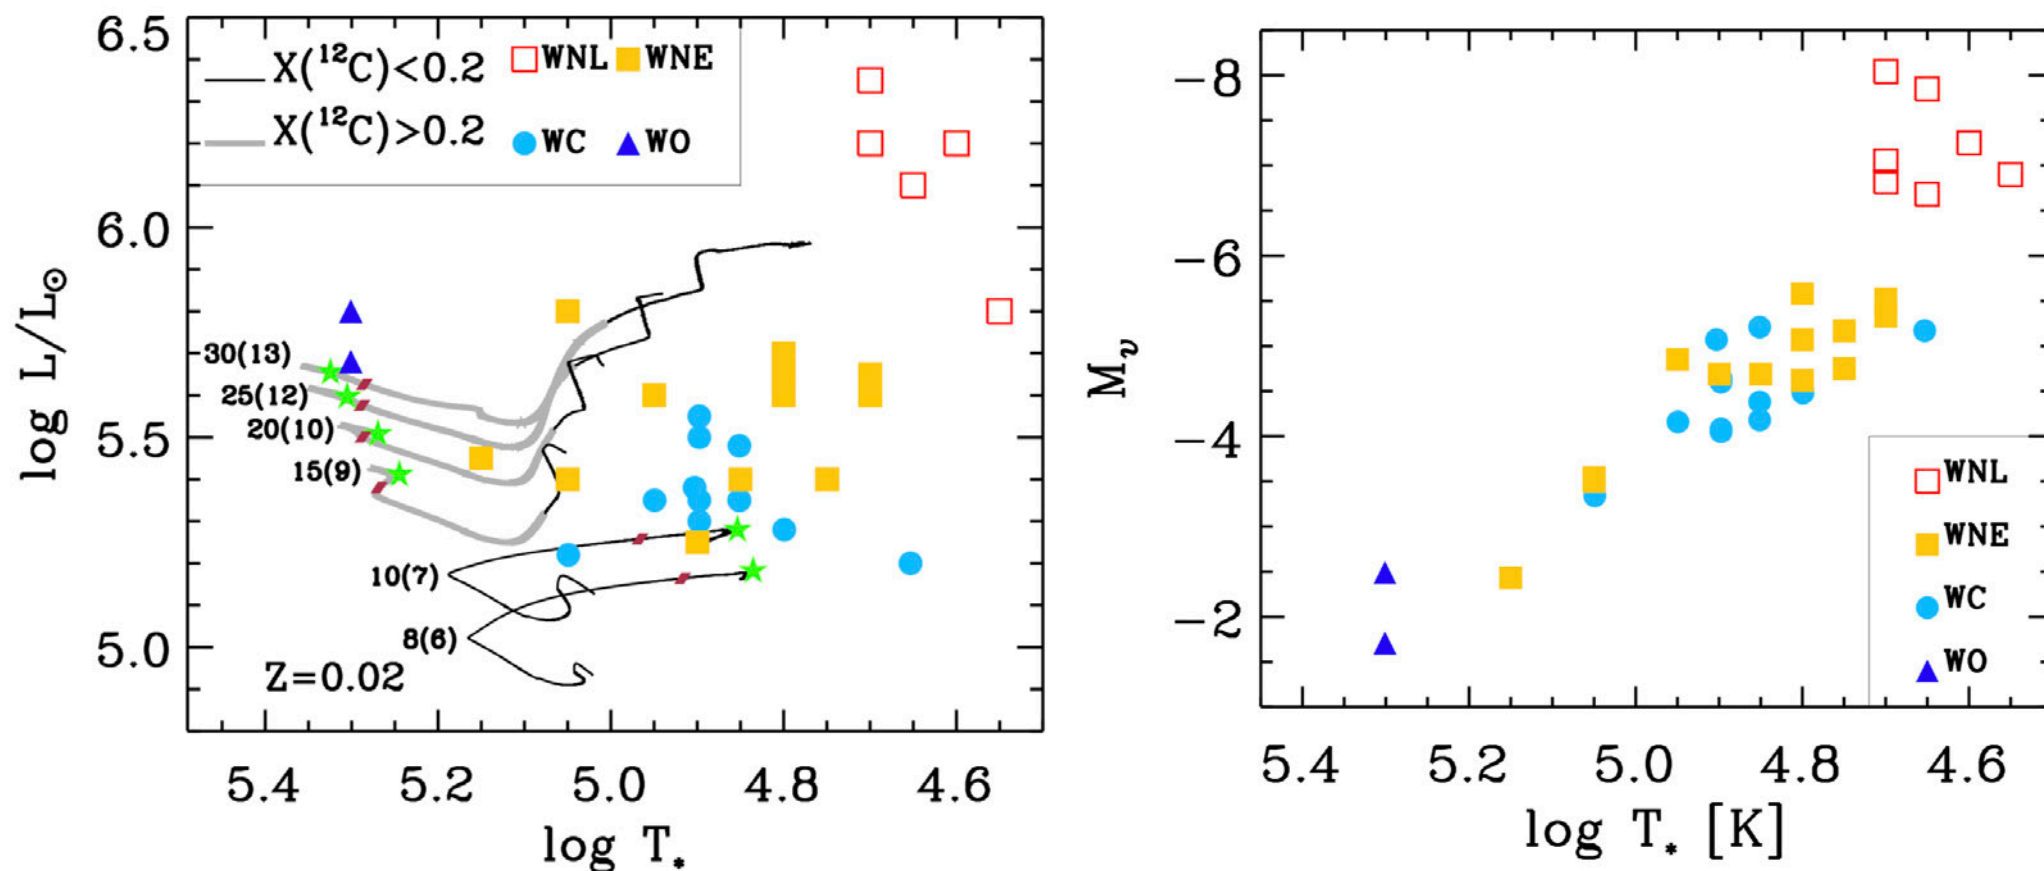 6.5
X(¹²C)<0.2 WNL WNE
X(¹²C)>0.2 WC WO
6.0
log L/L☉
30(13)
25(12)
20(10)
5.5
15(9)
10(7)
8(6)
5.0
Z=0.02
5.4 5.2 5.0 4.8 4.6
log T*
−8
−6
Mv
−4
WNL
WNE
WC
−2
WO
5.4 5.2 5.0 4.8 4.6
log T* [K]